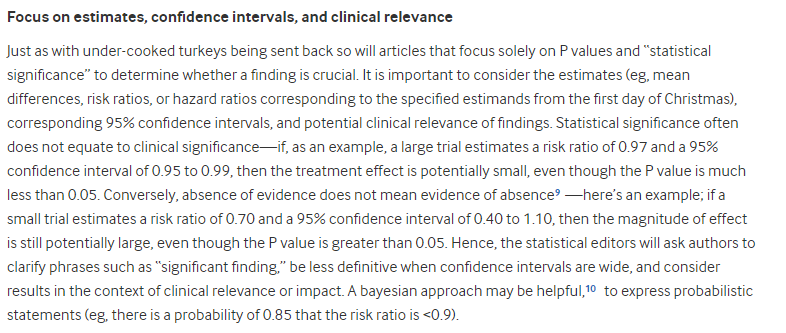 Focus on estimates, confidence intervals, and clinical relevance
Just as with under-cooked turkeys being sent back so will articles that focus solely on P values and "statistical
significance" to determine whether a finding is crucial. It is important to consider the estimates (eg, mean
differences, risk ratios, or hazard ratios corresponding to the specified estimands from the first day of Christmas),
corresponding 95% confidence intervals, and potential clinical relevance of findings. Statistical significance often
does not equate to clinical significance—if, as an example, a large trial estimates a risk ratio of 0.97 and a 95%
confidence interval of 0.95 to 0.99, then the treatment effect is potentially small, even though the P value is much
less than 0.05. Conversely, absence of evidence does not mean evidence of absence⁹ —here's an example; if a
small trial estimates a risk ratio of 0.70 and a 95% confidence interval of 0.40 to 1.10, then the magnitude of effect
is still potentially large, even though the P value is greater than 0.05. Hence, the statistical editors will ask authors to
clarify phrases such as "significant finding," be less definitive when confidence intervals are wide, and consider
results in the context of clinical relevance or impact. A bayesian approach may be helpful,¹⁰ to express probabilistic
statements (eg, there is a probability of 0.85 that the risk ratio is <0.9).